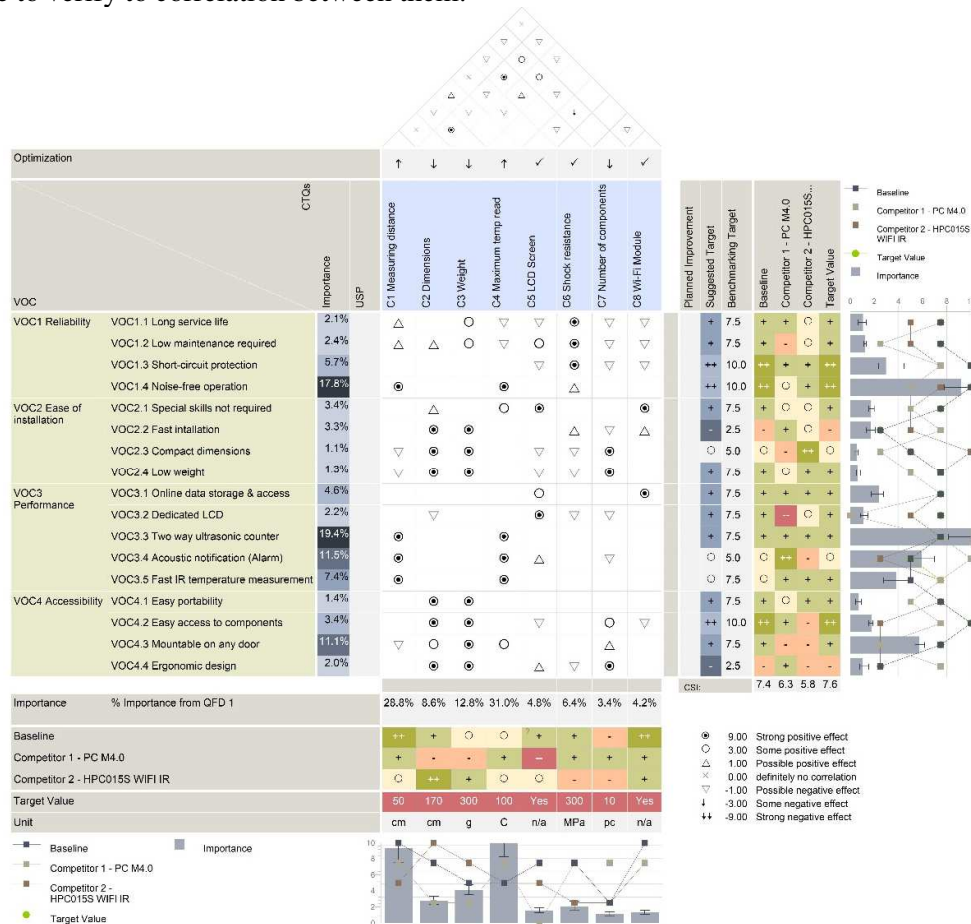 e to verify to correlation between them.
Optimization
CTQs
VOC
Importance
USP
C1 Measuring distance
C2 Dimensions
C3 Weight
C4 Maximum temp read
C5 LCD Screen
C6 Shock resistance
C7 Number of components
C8 Wi-Fi Module
Planned Improvement
Suggested Target
Benchmarking Target
Baseline
Competitor 1 - PC M4.0
Competitor 2 - HPC015S...
Target Value
Baseline
Competitor 1 - PC M4.0
Competitor 2 - HPC015S
WIFI IR
Target Value
Importance
0 2 4 6 8
VOC1 Reliability VOC1.1 Long service life 2.1% + 7.5 + + ○ +
VOC1.2 Low maintenance required 2.4% + 7.5 + - ○ +
VOC1.3 Short-circuit protection 5.7% ++ 10.0 ++ + + ++
VOC1.4 Noise-free operation 17.8% ++ 10.0 ++ ○ + ++
VOC2 Ease of
installation
VOC2.1 Special skills not required 3.4% + 7.5 + ○ ○ +
VOC2.2 Fast intallation 3.3% - 2.5 - + ○ -
VOC2.3 Compact dimensions 1.1% ○ 5.0 ○ - ++ ○
VOC2.4 Low weight 1.3% + 7.5 + ○ + +
VOC3
Performance
VOC3.1 Online data storage & access 4.6% + 7.5 + + + +
VOC3.2 Dedicated LCD 2.2% + 7.5 + -- ○ +
VOC3.3 Two way ultrasonic counter 19.4% + 7.5 + + + +
VOC3.4 Acoustic notification (Alarm) 11.5% ○ 5.0 ○ ++ - ○
VOC3.5 Fast IR temperature measurement 7.4% ○ 7.5 ○ + + +
VOC4 Accessibility VOC4.1 Easy portability 1.4% + 7.5 + ○ + +
VOC4.2 Easy access to components 3.4% ++ 10.0 ++ + - ++
VOC4.3 Mountable on any door 11.1% + 7.5 + - - +
VOC4.4 Ergonomic design 2.0% - 2.5 - + - -
CSI: 7.4 6.3 5.8 7.6
Importance % Importance from QFD 1 28.8% 8.6% 12.8% 31.0% 4.8% 6.4% 3.4% 4.2%
Baseline ++ + ○ ○ + + - ++
Competitor 1 - PC M4.0 + - - + -- + + +
Competitor 2 - HPC015S WIFI IR ○ ++ + ○ ○ - - +
Target Value 50 170 300 100 Yes 300 10 Yes
Unit cm cm g C n/a MPa pc n/a
9.00 Strong positive effect
3.00 Some positive effect
1.00 Possible positive effect
0.00 definitely no correlation
-1.00 Possible negative effect
-3.00 Some negative effect
-9.00 Strong negative effect
Baseline Importance
Competitor 1 - PC M4.0
Competitor 2 -
HPC015S WIFI IR
Target Value
10
8
6
4
2
0